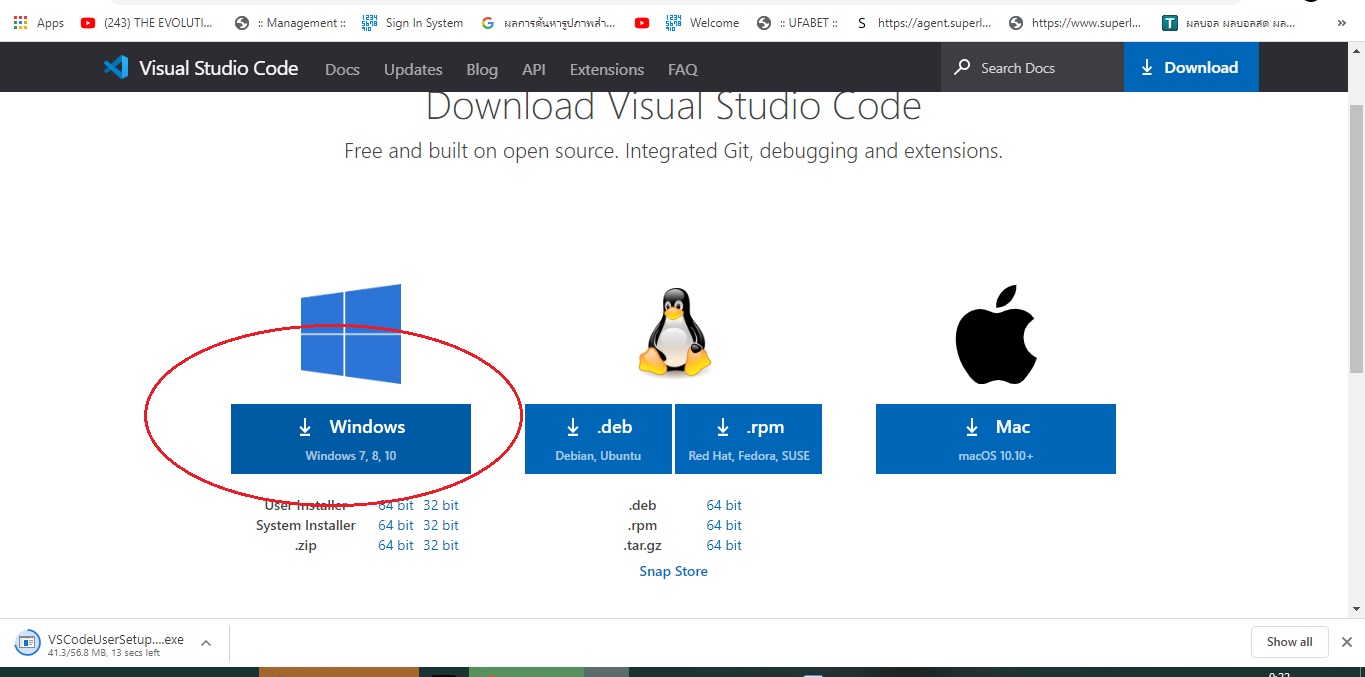 Apps (243) THE EVOLUTI... :: Management :: Sign In System ผลการค้นหารูปภาพสำ... Welcome :: UFABET :: S https://agent.superl... https://www.superl... T ผลบอล ผลบอลสด ผล... »
Visual Studio Code Docs Updates Blog API Extensions FAQ Search Docs Download
Download Visual Studio Code
Free and built on open source. Integrated Git, debugging and extensions.
Windows
Windows 7, 8, 10
.deb
Debian, Ubuntu
.rpm
Red Hat, Fedora, SUSE
Mac
macOS 10.10+
User Installer 64 bit 32 bit
System Installer 64 bit 32 bit
.zip 64 bit 32 bit
.deb 64 bit
.rpm 64 bit
.tar.gz 64 bit
Snap Store
VSCodeUserSetup....exe
41.3/56.8 MB, 13 secs left
Show all